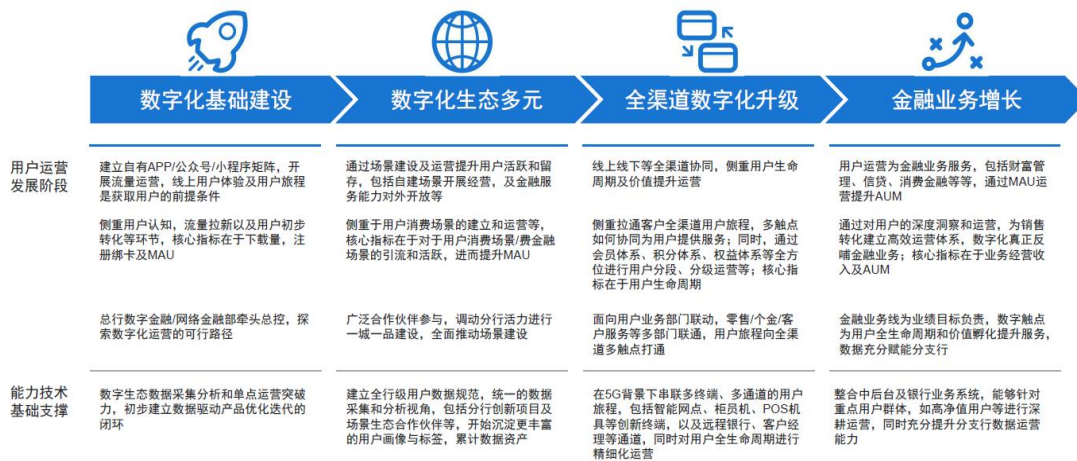 数字化基础建设
数字化生态多元
全渠道数字化升级
金融业务增长
用户运营
发展阶段
建立自有APP/公众号/小程序矩阵，开
展流量运营，线上用户体验及用户旅程
是获取用户的前提条件
通过场景建设及运营提升用户活跃和留
存，包括自建场景开展经营，及金融服
务能力对外开放等
线上线下等全渠道协同，侧重用户生命
周期及价值提升运营
用户运营为金融业务服务，包括财富管
理、信贷、消费金融等等，通过MAU运
营提升AUM
侧重用户认知，流量拉新以及用户初步
转化等环节，核心指标在于下载量，注
册绑卡及MAU
侧重于用户消费场景的建立和运营等，
核心指标在于对于用户消费场景/费金融
场景的引流和活跃，进而提升MAU
侧重拉通客户全渠道用户旅程，多触点
如何协同为用户提供服务；同时，通过
会员体系、积分体系、权益体系等全方
位进行用户分段、分级运营等；核心指
标在于用户生命周期
通过对用户的深度洞察和运营，为销售
转化建立高效运营体系，数字化真正反
哺金融业务；核心指标在于业务经营收
入及AUM
总行数字金融/网络金融部牵头总控，探
索数字化运营的可行路径
广泛合作伙伴参与，调动分行活力进行
一城一品建设，全面推动场景建设
面向用户业务部门联动，零售/个金/客
户服务等多部门联通，用户旅程向全渠
道多触点打通
金融业务线为业绩目标负责，数字触点
为用户全生命周期和价值孵化提升服务，
数据充分赋能分支行
能力技术
基础支撑
数字生态数据采集分析和单点运营突破
力，初步建立数据驱动产品优化迭代的
闭环
建立全行级用户数据规范，统一的数据
采集和分析视角，包括分行创新项目及
场景生态合作伙伴等，开始沉淀更丰富
的用户画像与标签，累计数据资产
在5G背景下串联多终端、多通道的用户
旅程，包括智能网点、柜员机、POS机
具等创新终端，以及远程银行、客户经
理等通道，同时对用户全生命周期进行
精细化运营
整合中后台及银行业务系统，能够针对
重点用户群体，如高净值用户等进行深
耕运营，同时充分提升分支行数据运营
能力